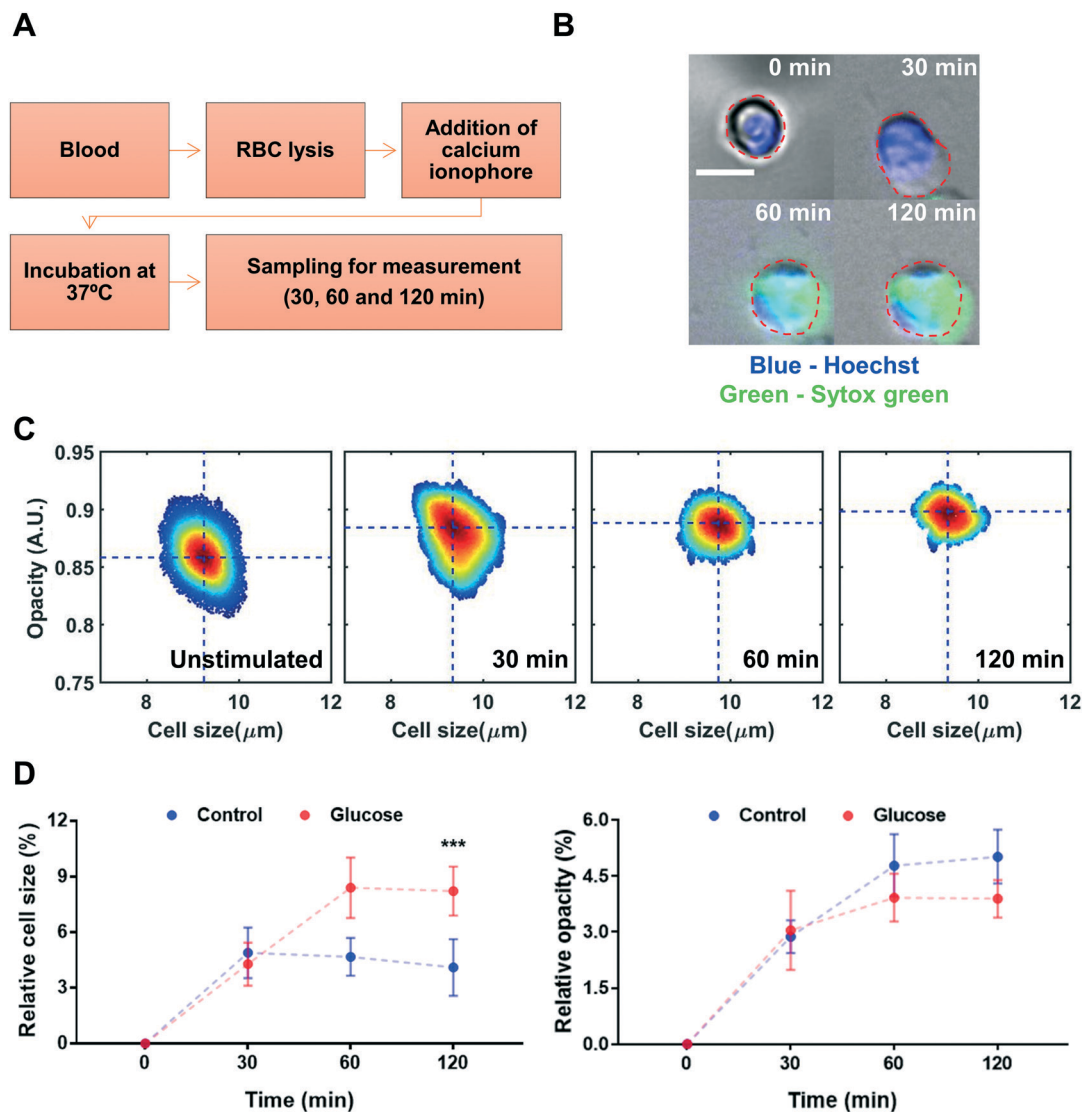 A
Blood
RBC lysis
Addition of
calcium
ionophore
Incubation at
37ºC
Sampling for measurement
(30, 60 and 120 min)
B
0 min
30 min
60 min
120 min
Blue - Hoechst
Green - Sytox green
C
Opacity (A.U.)
0.95
0.9
0.85
0.8
0.75
Unstimulated
30 min
60 min
120 min
8 10 12
8 10 12
8 10 12
8 10 12
Cell size(μm)
Cell size(μm)
Cell size(μm)
Cell size(μm)
D
Control Glucose
Relative cell size (%)
12
9
6
3
0
***
0 30 60 120
Time (min)
Control Glucose
Relative opacity (%)
6.0
4.5
3.0
1.5
0.0
0 30 60 120
Time (min)